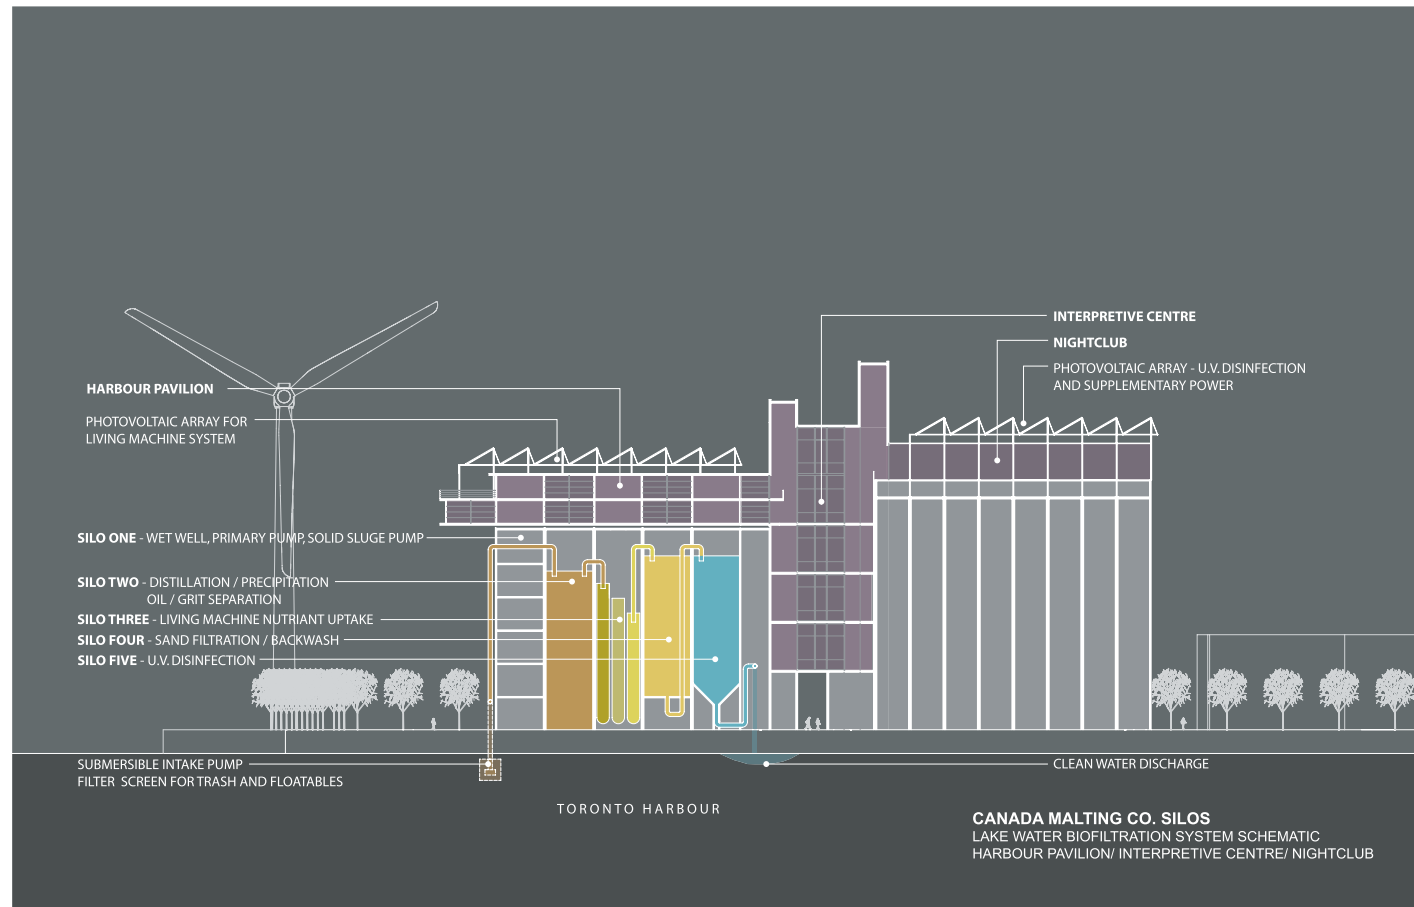 INTERPRETIVE CENTRE
NIGHTCLUB
PHOTOVOLTAIC ARRAY - U.V. DISINFECTION
AND SUPPLEMENTARY POWER
HARBOUR PAVILION
PHOTOVOLTAIC ARRAY FOR
LIVING MACHINE SYSTEM
SILO ONE - WET WELL, PRIMARY PUMP, SOLID SLUGE PUMP
SILO TWO - DISTILLATION / PRECIPITATION
OIL / GRIT SEPARATION
SILO THREE - LIVING MACHINE NUTRIANT UPTAKE
SILO FOUR - SAND FILTRATION / BACKWASH
SILO FIVE - U.V. DISINFECTION
SUBMERSIBLE INTAKE PUMP
FILTER SCREEN FOR TRASH AND FLOATABLES
CLEAN WATER DISCHARGE
TORONTO HARBOUR
CANADA MALTING CO. SILOS
LAKE WATER BIOFILTRATION SYSTEM SCHEMATIC
HARBOUR PAVILION/ INTERPRETIVE CENTRE/ NIGHTCLUB